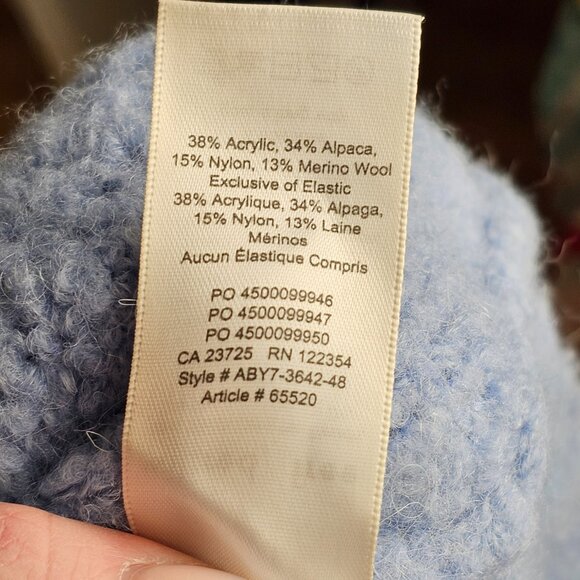 38% Acrylic, 34% Alpaca,
15% Nylon, 13% Merino Wool
Exclusive of Elastic
38% Acrylique, 34% Alpaga,
15% Nylon, 13% Laine
Mérinos
Aucun Élastique Compris
PO 4500099946
PO 4500099947
PO 4500099950
CA 23725 RN 122354
Style # ABY7-3642-48
Article # 65520